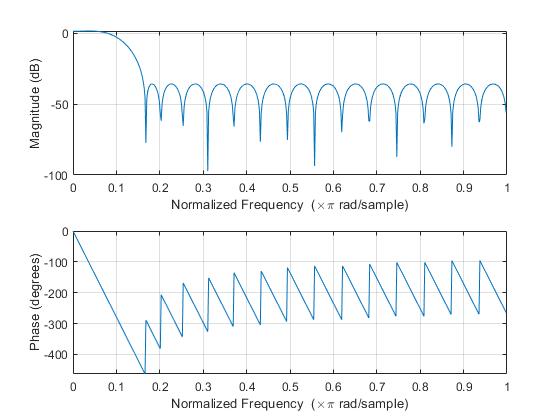 0
-50
-100
Magnitude (dB)
0 0.1 0.2 0.3 0.4 0.5 0.6 0.7 0.8 0.9 1
Normalized Frequency (×π rad/sample)
0
-100
-200
-300
-400
Phase (degrees)
0 0.1 0.2 0.3 0.4 0.5 0.6 0.7 0.8 0.9 1
Normalized Frequency (×π rad/sample)